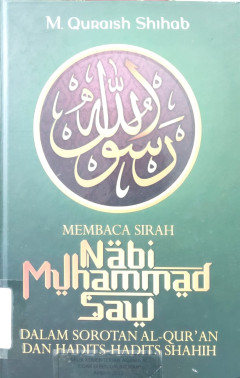 M. Quraish Shihab
رسول الله
MEMBACA SIRAH
Nabi
Muhammad
Saw
DALAM SOROTAN AL-QUR'AN
DAN HADITS-HADITS SHAHIH